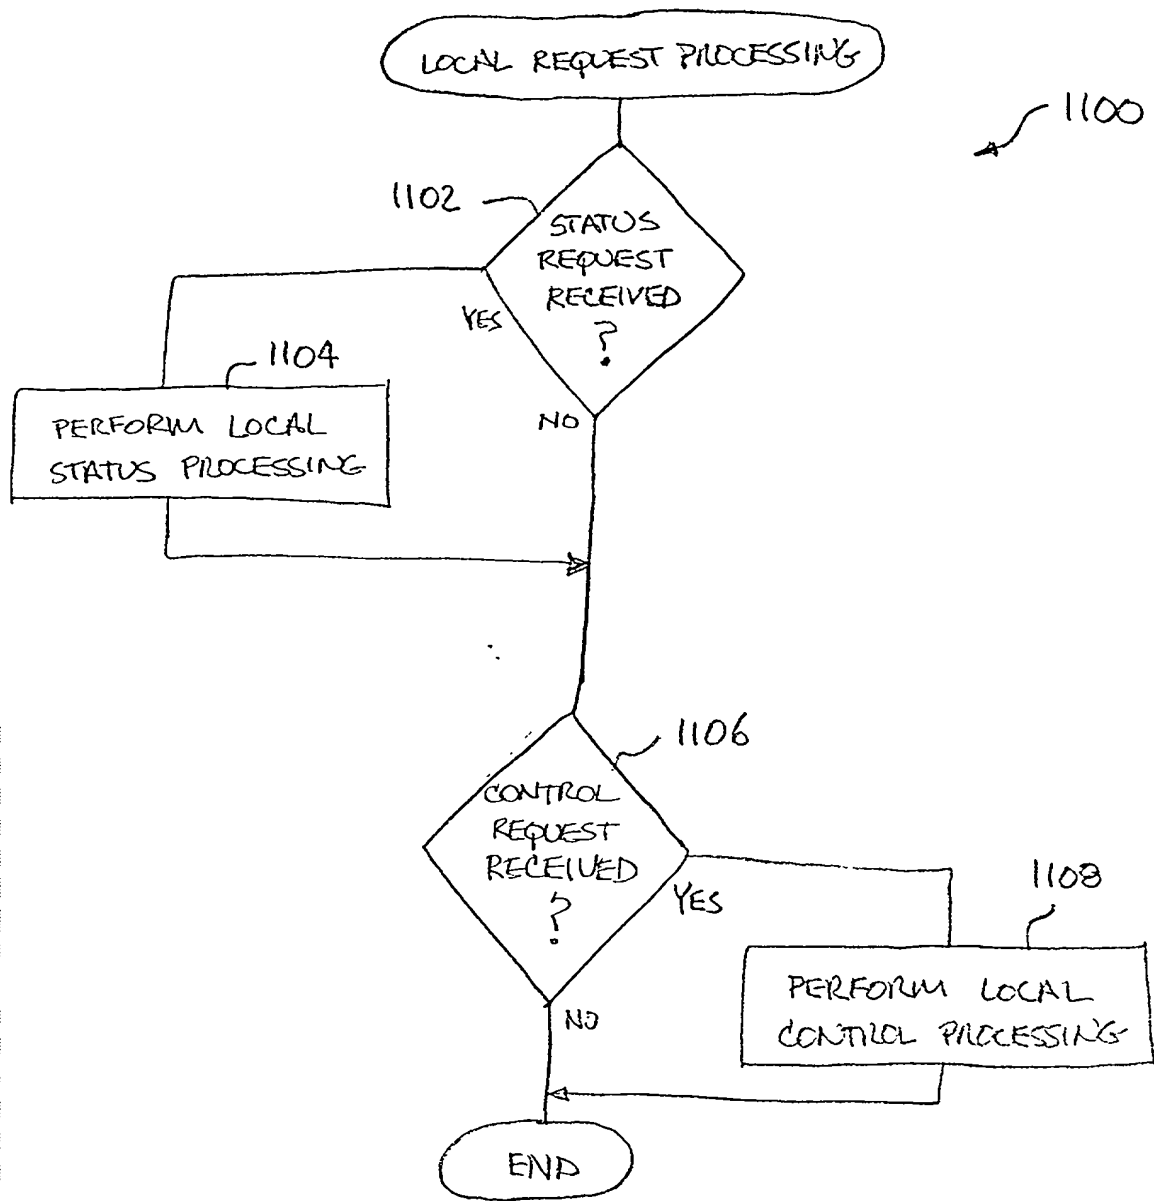 LOCAL REQUEST PROCESSING
1100
1102
STATUS
REQUEST
RECEIVED
?
YES
1104
NO
PERFORM LOCAL
STATUS PROCESSING
1106
CONTROL
REQUEST
RECEIVED
?
YES
1108
NO
PERFORM LOCAL
CONTROL PROCESSING
END